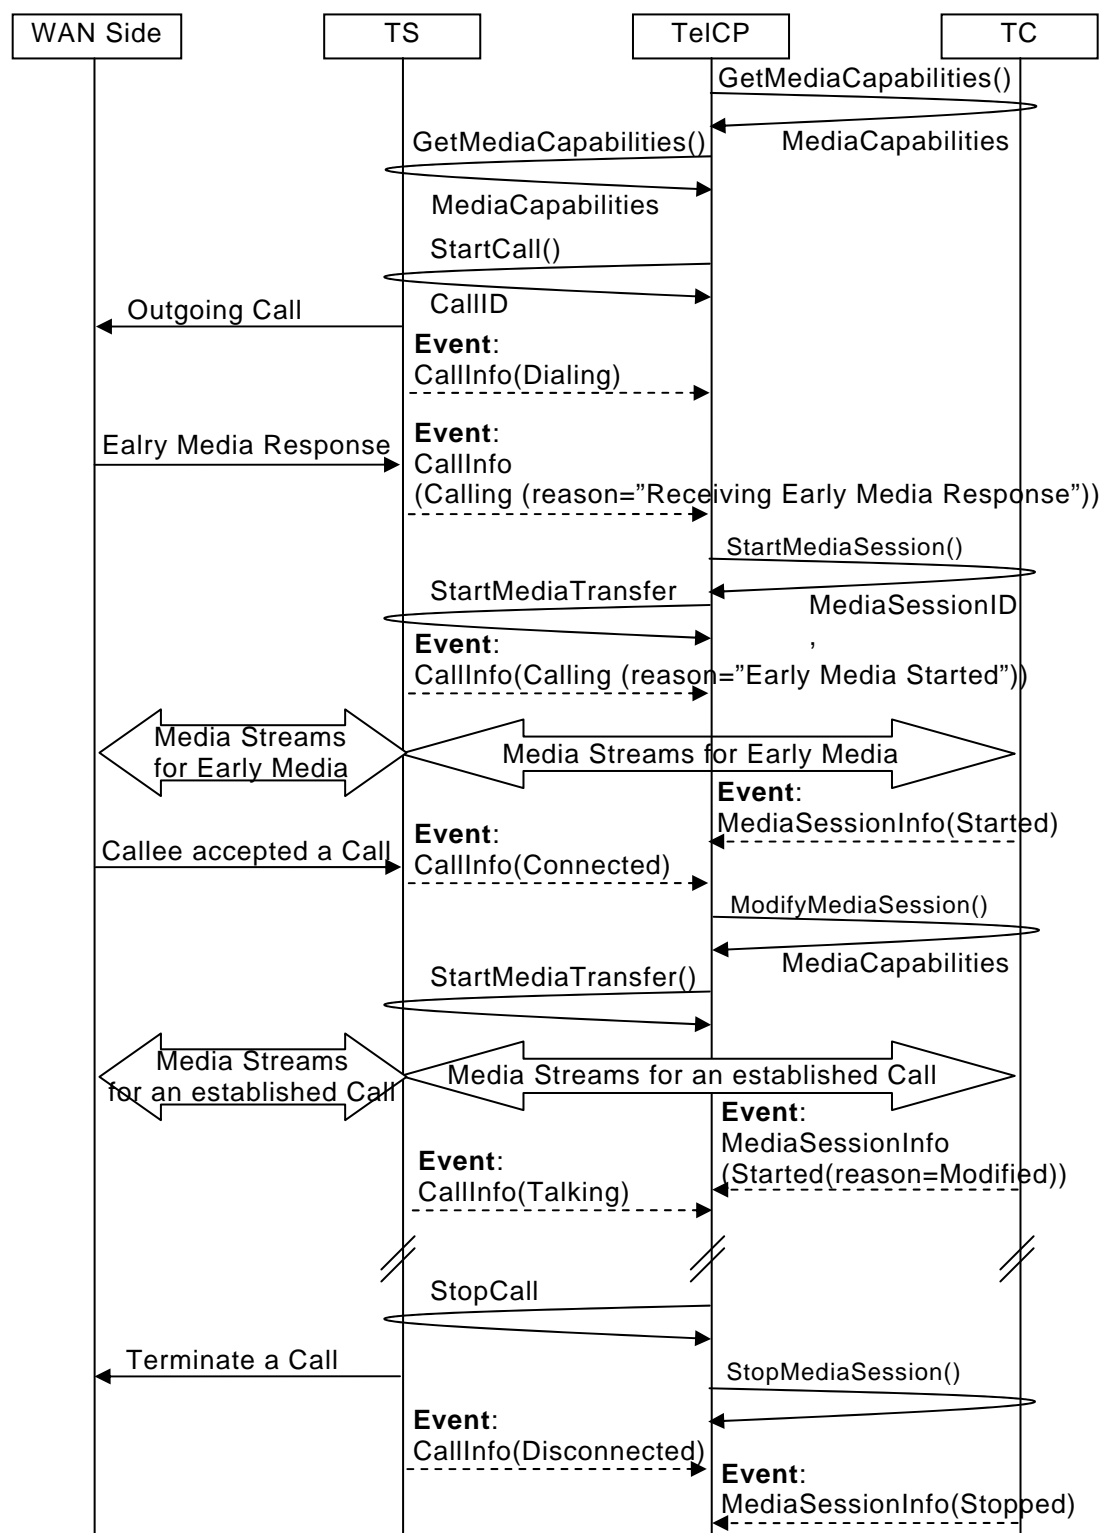 WAN Side
TS
TelCP
TC
GetMediaCapabilities()
MediaCapabilities
GetMediaCapabilities()
MediaCapabilities
StartCall()
CallID
Outgoing Call
Event:
CallInfo(Dialing)
Ealry Media Response
Event:
CallInfo
(Calling (reason=”Receiving Early Media Response”))
StartMediaSession()
StartMediaTransfer
MediaSessionID
,
Event:
CallInfo(Calling (reason=”Early Media Started”))
Media Streams
for Early Media
Media Streams for Early Media
Event:
MediaSessionInfo(Started)
Callee accepted a Call
Event:
CallInfo(Connected)
ModifyMediaSession()
MediaCapabilities
StartMediaTransfer()
Media Streams
for an established Call
Media Streams for an established Call
Event:
MediaSessionInfo
(Started(reason=Modified))
Event:
CallInfo(Talking)
StopCall
Terminate a Call
StopMediaSession()
Event:
CallInfo(Disconnected)
Event:
MediaSessionInfo(Stopped)